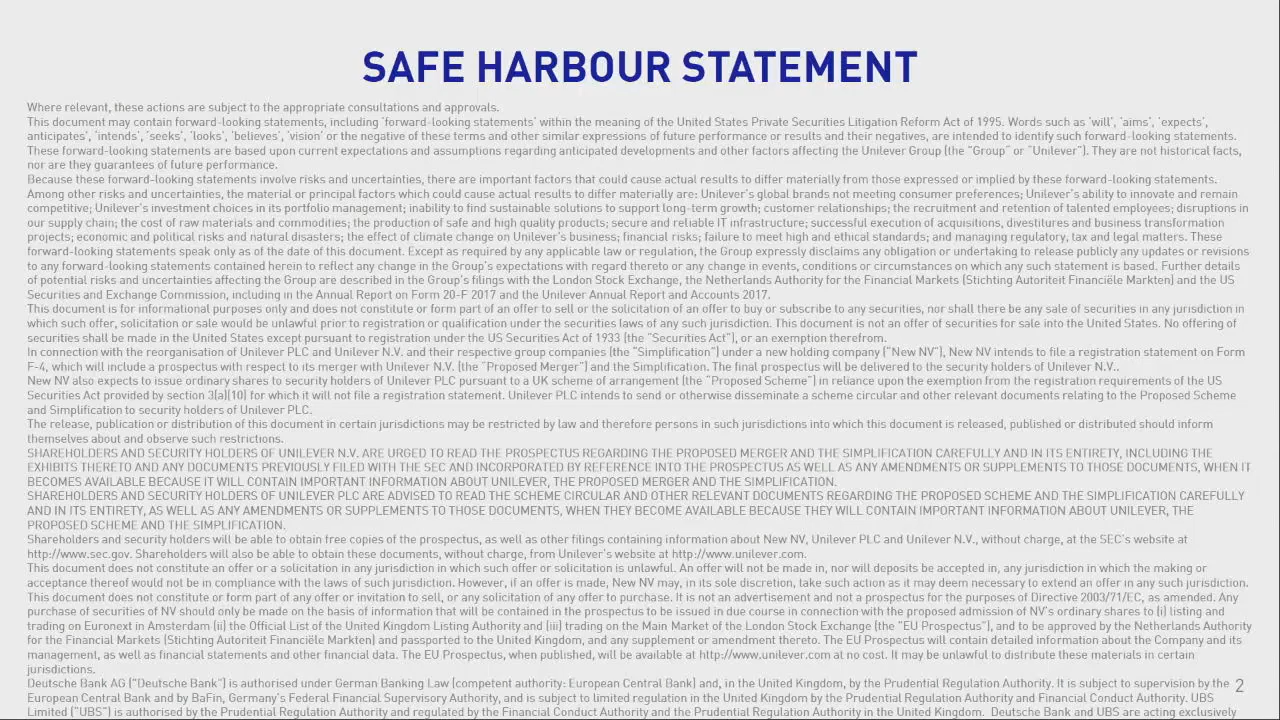 SAFE HARBOUR STATEMENT
Where relevant, these actions are subject to the appropriate consultations and approvals.
This document may contain forward-looking statements, including 'forward-looking statements' within the meaning of the United States Private Securities Litigation Reform Act of 1995. Words such as 'will', 'aims', 'expects',
anticipates', 'intends', 'seeks', 'looks', 'believes', 'vision' or the negative of these terms and other similar expressions of future performance or results and their negatives, are intended to identify such forward-looking statements.
These forward-looking statements are based upon current expectations and assumptions regarding anticipated developments and other factors affecting the Unilever Group (the "Group" or "Unilever"). They are not historical facts,
nor are they guarantees of future performance.
Because these forward-looking statements involve risks and uncertainties, there are important factors that could cause actual results to differ materially from those expressed or implied by these forward-looking statements.
Among other risks and uncertainties, the material or principal factors which could cause actual results to differ materially are: Unilever's global brands not meeting consumer preferences; Unilever's ability to innovate and remain
competitive; Unilever's investment choices in its portfolio management; inability to find sustainable solutions to support long-term growth; customer relationships; the recruitment and retention of talented employees; disruptions in
our supply chain; the cost of raw materials and commodities; the production of safe and high quality products; secure and reliable IT infrastructure; successful execution of acquisitions, divestitures and business transformation
projects; economic and political risks and natural disasters; the effect of climate change on Unilever's business; financial risks; failure to meet high and ethical standards; and managing regulatory, tax and legal matters. These
forward-looking statements speak only as of the date of this document. Except as required by any applicable law or regulation, the Group expressly disclaims any obligation or undertaking to release publicly any updates or revisions
to any forward-looking statements contained herein to reflect any change in the Group's expectations with regard thereto or any change in events, conditions or circumstances on which any such statement is based. Further details
of potential risks and uncertainties affecting the Group are described in the Group's filings with the London Stock Exchange, the Netherlands Authority for the Financial Markets (Stichting Autoriteit Financiële Markten) and the US
Securities and Exchange Commission, including in the Annual Report on Form 20-F 2017 and the Unilever Annual Report and Accounts 2017.
This document is for informational purposes only and does not constitute or form part of an offer to sell or the solicitation of an offer to buy or subscribe to any securities, nor shall there be any sale of securities in any jurisdiction in
which such offer, solicitation or sale would be unlawful prior to registration or qualification under the securities laws of any such jurisdiction. This document is not an offer of securities for sale into the United States. No offering of
securities shall be made in the United States except pursuant to registration under the US Securities Act of 1933 (the "Securities Act"), or an exemption therefrom.
In connection with the reorganisation of Unilever PLC and Unilever N.V. and their respective group companies (the "Simplification") under a new holding company ("New NV"), New NV intends to file a registration statement on Form
F-4, which will include a prospectus with respect to its merger with Unilever N.V. (the "Proposed Merger") and the Simplification. The final prospectus will be delivered to the security holders of Unilever N.V..
New NV also expects to issue ordinary shares to security holders of Unilever PLC pursuant to a UK scheme of arrangement (the "Proposed Scheme") in reliance upon the exemption from the registration requirements of the US
Securities Act provided by section 3(a)(10) for which it will not file a registration statement. Unilever PLC intends to send or otherwise disseminate a scheme circular and other relevant documents relating to the Proposed Scheme
and Simplification to security holders of Unilever PLC.
The release, publication or distribution of this document in certain jurisdictions may be restricted by law and therefore persons in such jurisdictions into which this document is released, published or distributed should inform
themselves about and observe such restrictions.
SHAREHOLDERS AND SECURITY HOLDERS OF UNILEVER N.V. ARE URGED TO READ THE PROSPECTUS REGARDING THE PROPOSED MERGER AND THE SIMPLIFICATION CAREFULLY AND IN ITS ENTIRETY, INCLUDING THE
EXHIBITS THERETO AND ANY DOCUMENTS PREVIOUSLY FILED WITH THE SEC AND INCORPORATED BY REFERENCE INTO THE PROSPECTUS AS WELL AS ANY AMENDMENTS OR SUPPLEMENTS TO THOSE DOCUMENTS, WHEN IT
BECOMES AVAILABLE BECAUSE IT WILL CONTAIN IMPORTANT INFORMATION ABOUT UNILEVER, THE PROPOSED MERGER AND THE SIMPLIFICATION.
SHAREHOLDERS AND SECURITY HOLDERS OF UNILEVER PLC ARE ADVISED TO READ THE SCHEME CIRCULAR AND OTHER RELEVANT DOCUMENTS REGARDING THE PROPOSED SCHEME AND THE SIMPLIFICATION CAREFULLY
AND IN ITS ENTIRETY, AS WELL AS ANY AMENDMENTS OR SUPPLEMENTS TO THOSE DOCUMENTS, WHEN THEY BECOME AVAILABLE BECAUSE THEY WILL CONTAIN IMPORTANT INFORMATION ABOUT UNILEVER, THE
PROPOSED SCHEME AND THE SIMPLIFICATION.
Shareholders and security holders will be able to obtain free copies of the prospectus, as well as other filings containing information about New NV, Unilever PLC and Unilever N.V., without charge, at the SEC's website at
http://www.sec.gov. Shareholders will also be able to obtain these documents, without charge, from Unilever's website at http://www.unilever.com.
This document does not constitute an offer or a solicitation in any jurisdiction in which such offer or solicitation is unlawful. An offer will not be made in, nor will deposits be accepted in, any jurisdiction in which the making or
acceptance thereof would not be in compliance with the laws of such jurisdiction. However, if an offer is made, New NV may, in its sole discretion, take such action as it may deem necessary to extend an offer in any such jurisdiction.
This document does not constitute or form part of any offer or invitation to sell, or any solicitation of any offer to purchase. It is not an advertisement and not a prospectus for the purposes of Directive 2003/71/EC, as amended. Any
purchase of securities of NV should only be made on the basis of information that will be contained in the prospectus to be issued in due course in connection with the proposed admission of NV's ordinary shares to (i) listing and
trading on Euronext in Amsterdam (ii) the Official List of the United Kingdom Listing Authority and (iii) trading on the Main Market of the London Stock Exchange (the "EU Prospectus"), and to be approved by the Netherlands Authority
for the Financial Markets (Stichting Autoriteit Financiële Markten) and passported to the United Kingdom, and any supplement or amendment thereto. The EU Prospectus will contain detailed information about the Company and its
management, as well as financial statements and other financial data. The EU Prospectus, when published, will be available at http://www.unilever.com at no cost. It may be unlawful to distribute these materials in certain
jurisdictions.
Deutsche Bank AG ("Deutsche Bank") is authorised under German Banking Law (competent authority: European Central Bank) and, in the United Kingdom, by the Prudential Regulation Authority. It is subject to supervision by the
2
European Central Bank and by BaFin, Germany's Federal Financial Supervisory Authority, and is subject to limited regulation in the United Kingdom by the Prudential Regulation Authority and Financial Conduct Authority. UBS
Limited ("UBS") is authorised by the Prudential Regulation Authority and regulated by the Financial Conduct Authority and the Prudential Regulation Authority in the United Kingdom. Deutsche Bank and UBS are acting exclusively